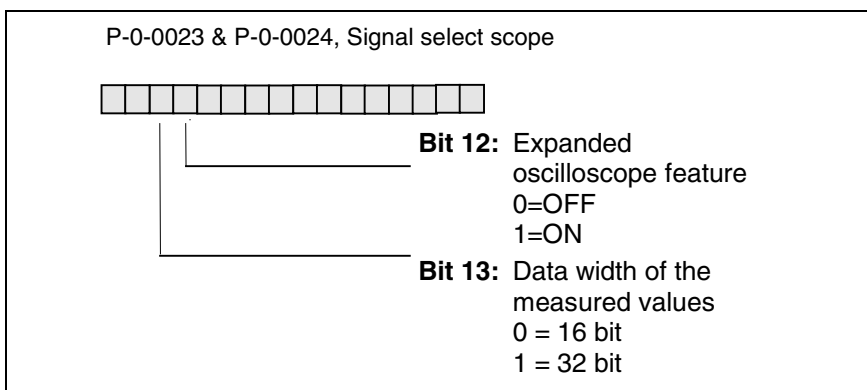 P-0-0023 & P-0-0024, Signal select scope
Bit 12: Expanded
oscilloscope feature
0=OFF
1=ON
Bit 13: Data width of the
measured values
0 = 16 bit
1 = 32 bit